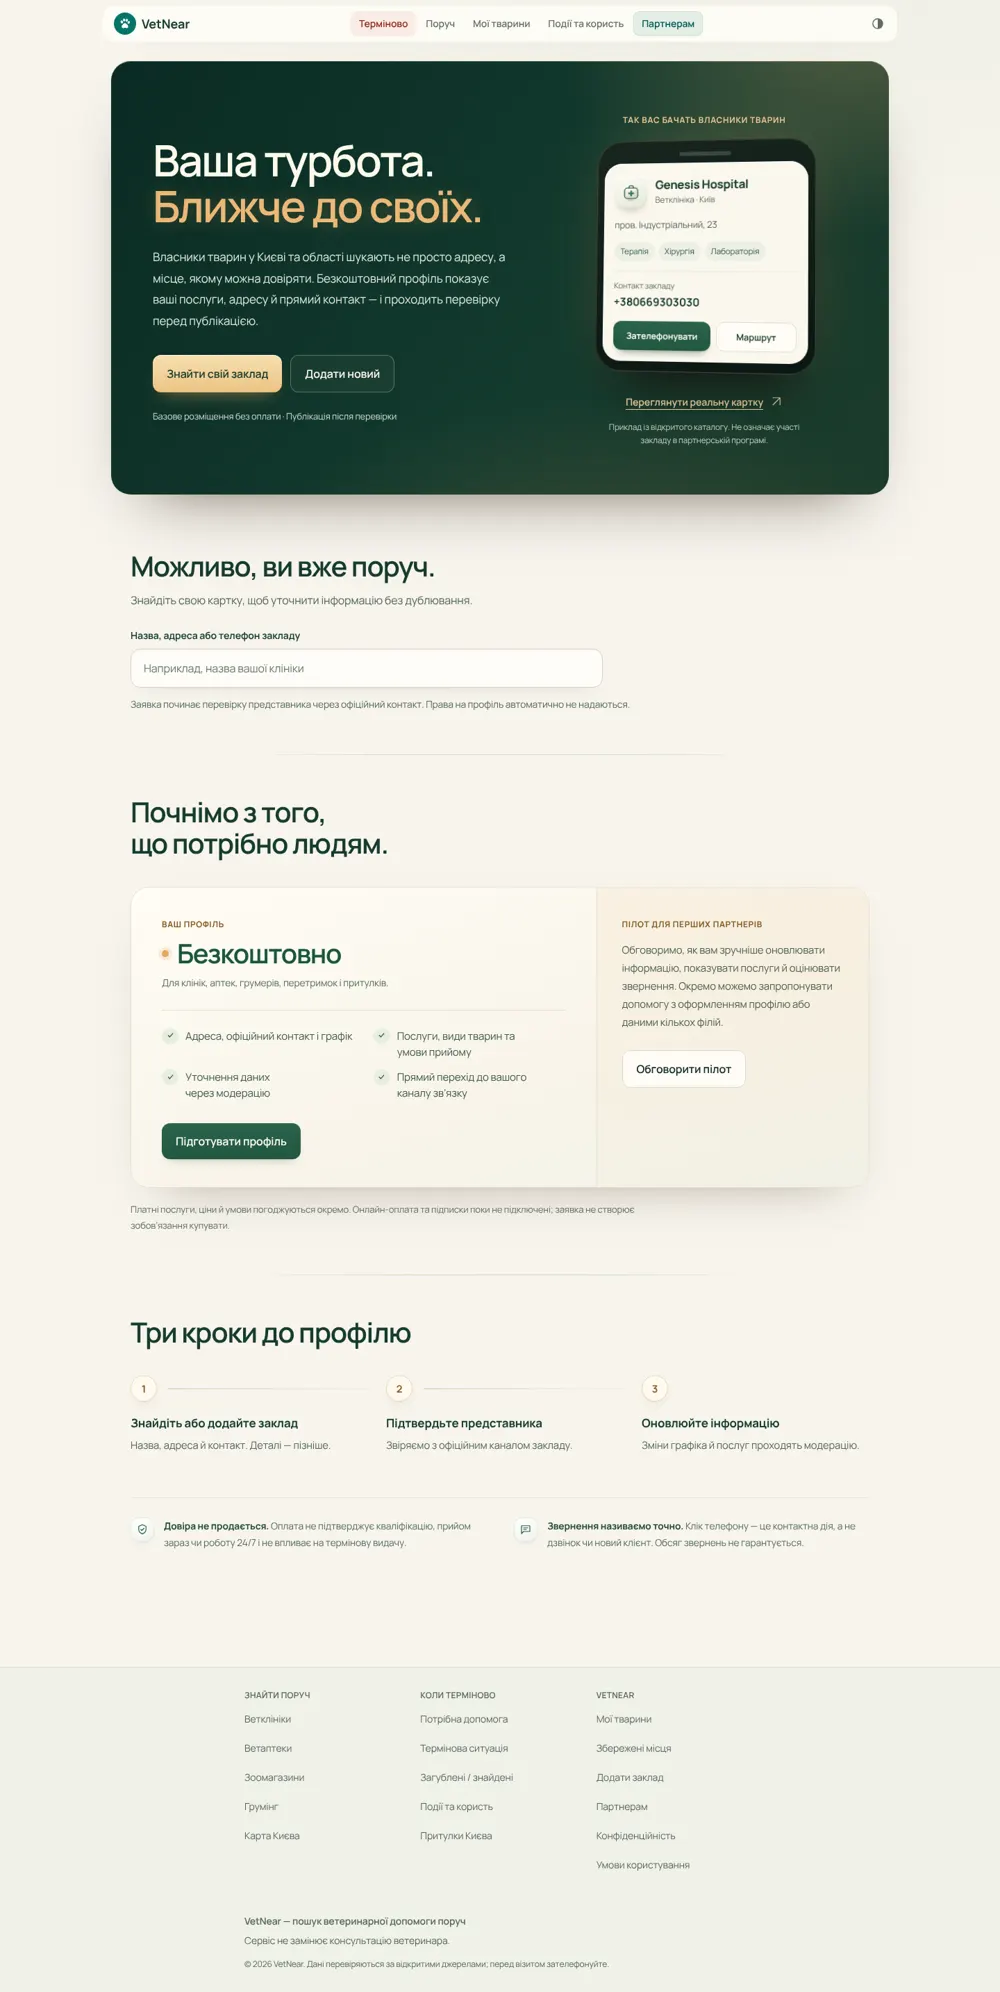 VetNear
Терміново
Поруч
Мої тварини
Події та користь
Партнерам
Ваша турбота.
Ближче до своїх.
Власники тварин у Києві та області шукають не просто адресу, а
місце, якому можна довіряти. Безкоштовний профіль показує
ваші послуги, адресу й прямий контакт — і проходить перевірку
перед публікацією.
Знайти свій заклад
Додати новий
Базове розміщення без оплати · Публікація після перевірки
ТАК ВАС БАЧАТЬ ВЛАСНИКИ ТВАРИН
Genesis Hospital
Ветклініка · Київ
пров. Індустріальний, 23
Терапія
Хірургія
Лабораторія
Контакт закладу
+380669303030
Зателефонувати
Маршрут
Переглянути реальну картку
Приклад із відкритого каталогу. Не означає участі
закладу в партнерській програмі.
Можливо, ви вже поруч.
Знайдіть свою картку, щоб уточнити інформацію без дублювання.
Назва, адреса або телефон закладу
Наприклад, назва вашої клініки
Заявка починає перевірку представника через офіційний контакт. Права на профіль автоматично не надаються.
Почнімо з того,
що потрібно людям.
ВАШ ПРОФІЛЬ
Безкоштовно
Для клінік, аптек, грумерів, перетримок і притулків.
Адреса, офіційний контакт і графік
Послуги, види тварин та
умови прийому
Уточнення даних
через модерацію
Прямий перехід до вашого
каналу зв'язку
Підготувати профіль
ПІЛОТ ДЛЯ ПЕРШИХ ПАРТНЕРІВ
Обговоримо, як вам зручніше оновлювати
інформацію, показувати послуги й оцінювати
звернення. Окремо можемо запропонувати
допомогу з оформленням профілю або
даними кількох філій.
Обговорити пілот
Платні послуги, ціни й умови погоджуються окремо. Онлайн-оплата та підписки поки не підключені; заявка не створює
зобов'язання купувати.
Три кроки до профілю
1
2
3
Знайдіть або додайте заклад
Назва, адреса й контакт. Деталі — пізніше.
Підтвердьте представника
Звіряємо з офіційним каналом закладу.
Оновлюйте інформацію
Зміни графіка й послуг проходять модерацію.
Довіра не продається. Оплата не підтверджує кваліфікацію, прийом
зараз чи роботу 24/7 і не впливає на термінову видачу.
Звернення називаємо точно. Клік телефону — це контактна дія, а не
дзвінок чи новий клієнт. Обсяг звернень не гарантується.
ЗНАЙТИ ПОРУЧ
Ветклініки
Ветаптеки
Зоомагазини
Грумінг
Карта Києва
КОЛИ ТЕРМІНОВО
Потрібна допомога
Термінова ситуація
Загублені / знайдені
Події та користь
Притулки Києва
VETNEAR
Мої тварини
Збережені місця
Додати заклад
Партнерам
Конфіденційність
Умови користування
VetNear — пошук ветеринарної допомоги поруч
Сервіс не замінює консультацію ветеринара.
© 2026 VetNear. Дані перевіряються за відкритими джерелами; перед візитом зателефонуйте.